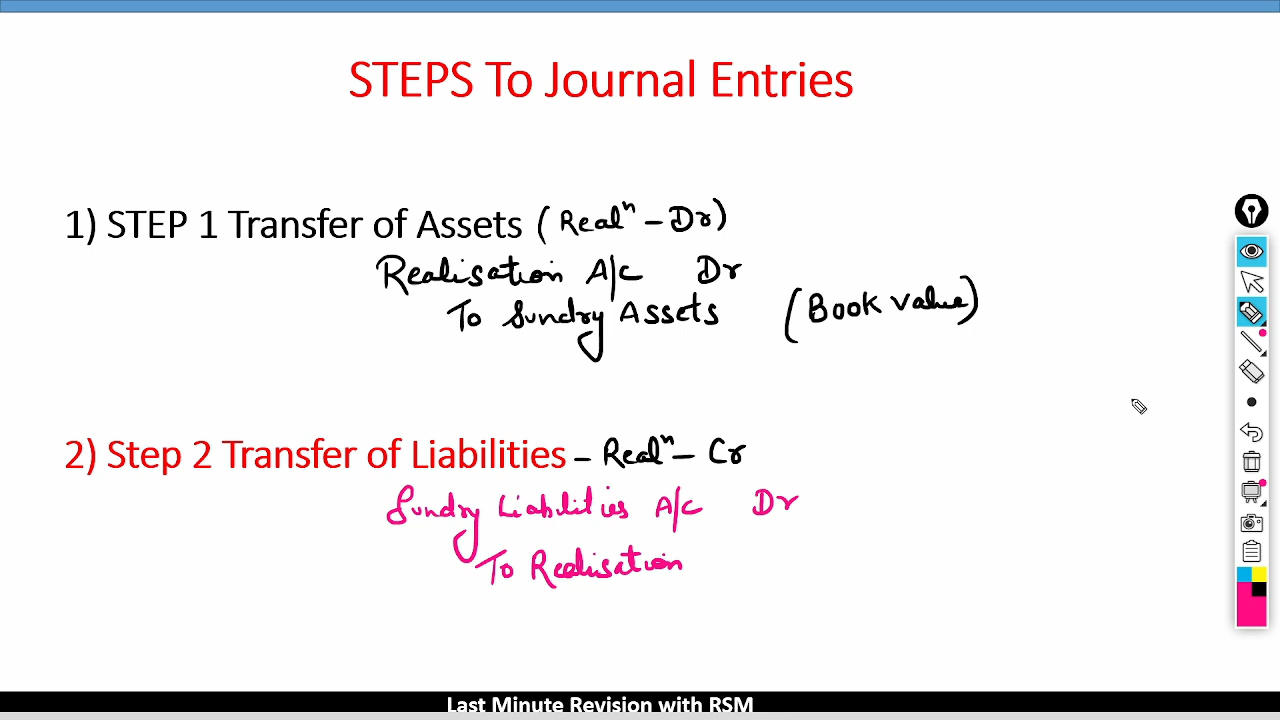 STEPS To Journal Entries
1) STEP 1 Transfer of Assets (Realⁿ - Dr)
Realisation A/c Dr
To Sundry Assets (Book value)
2) Step 2 Transfer of Liabilities - Realⁿ - Cr
Sundry Liabilities A/c Dr
To Realisation
Last Minute Revision with RSM